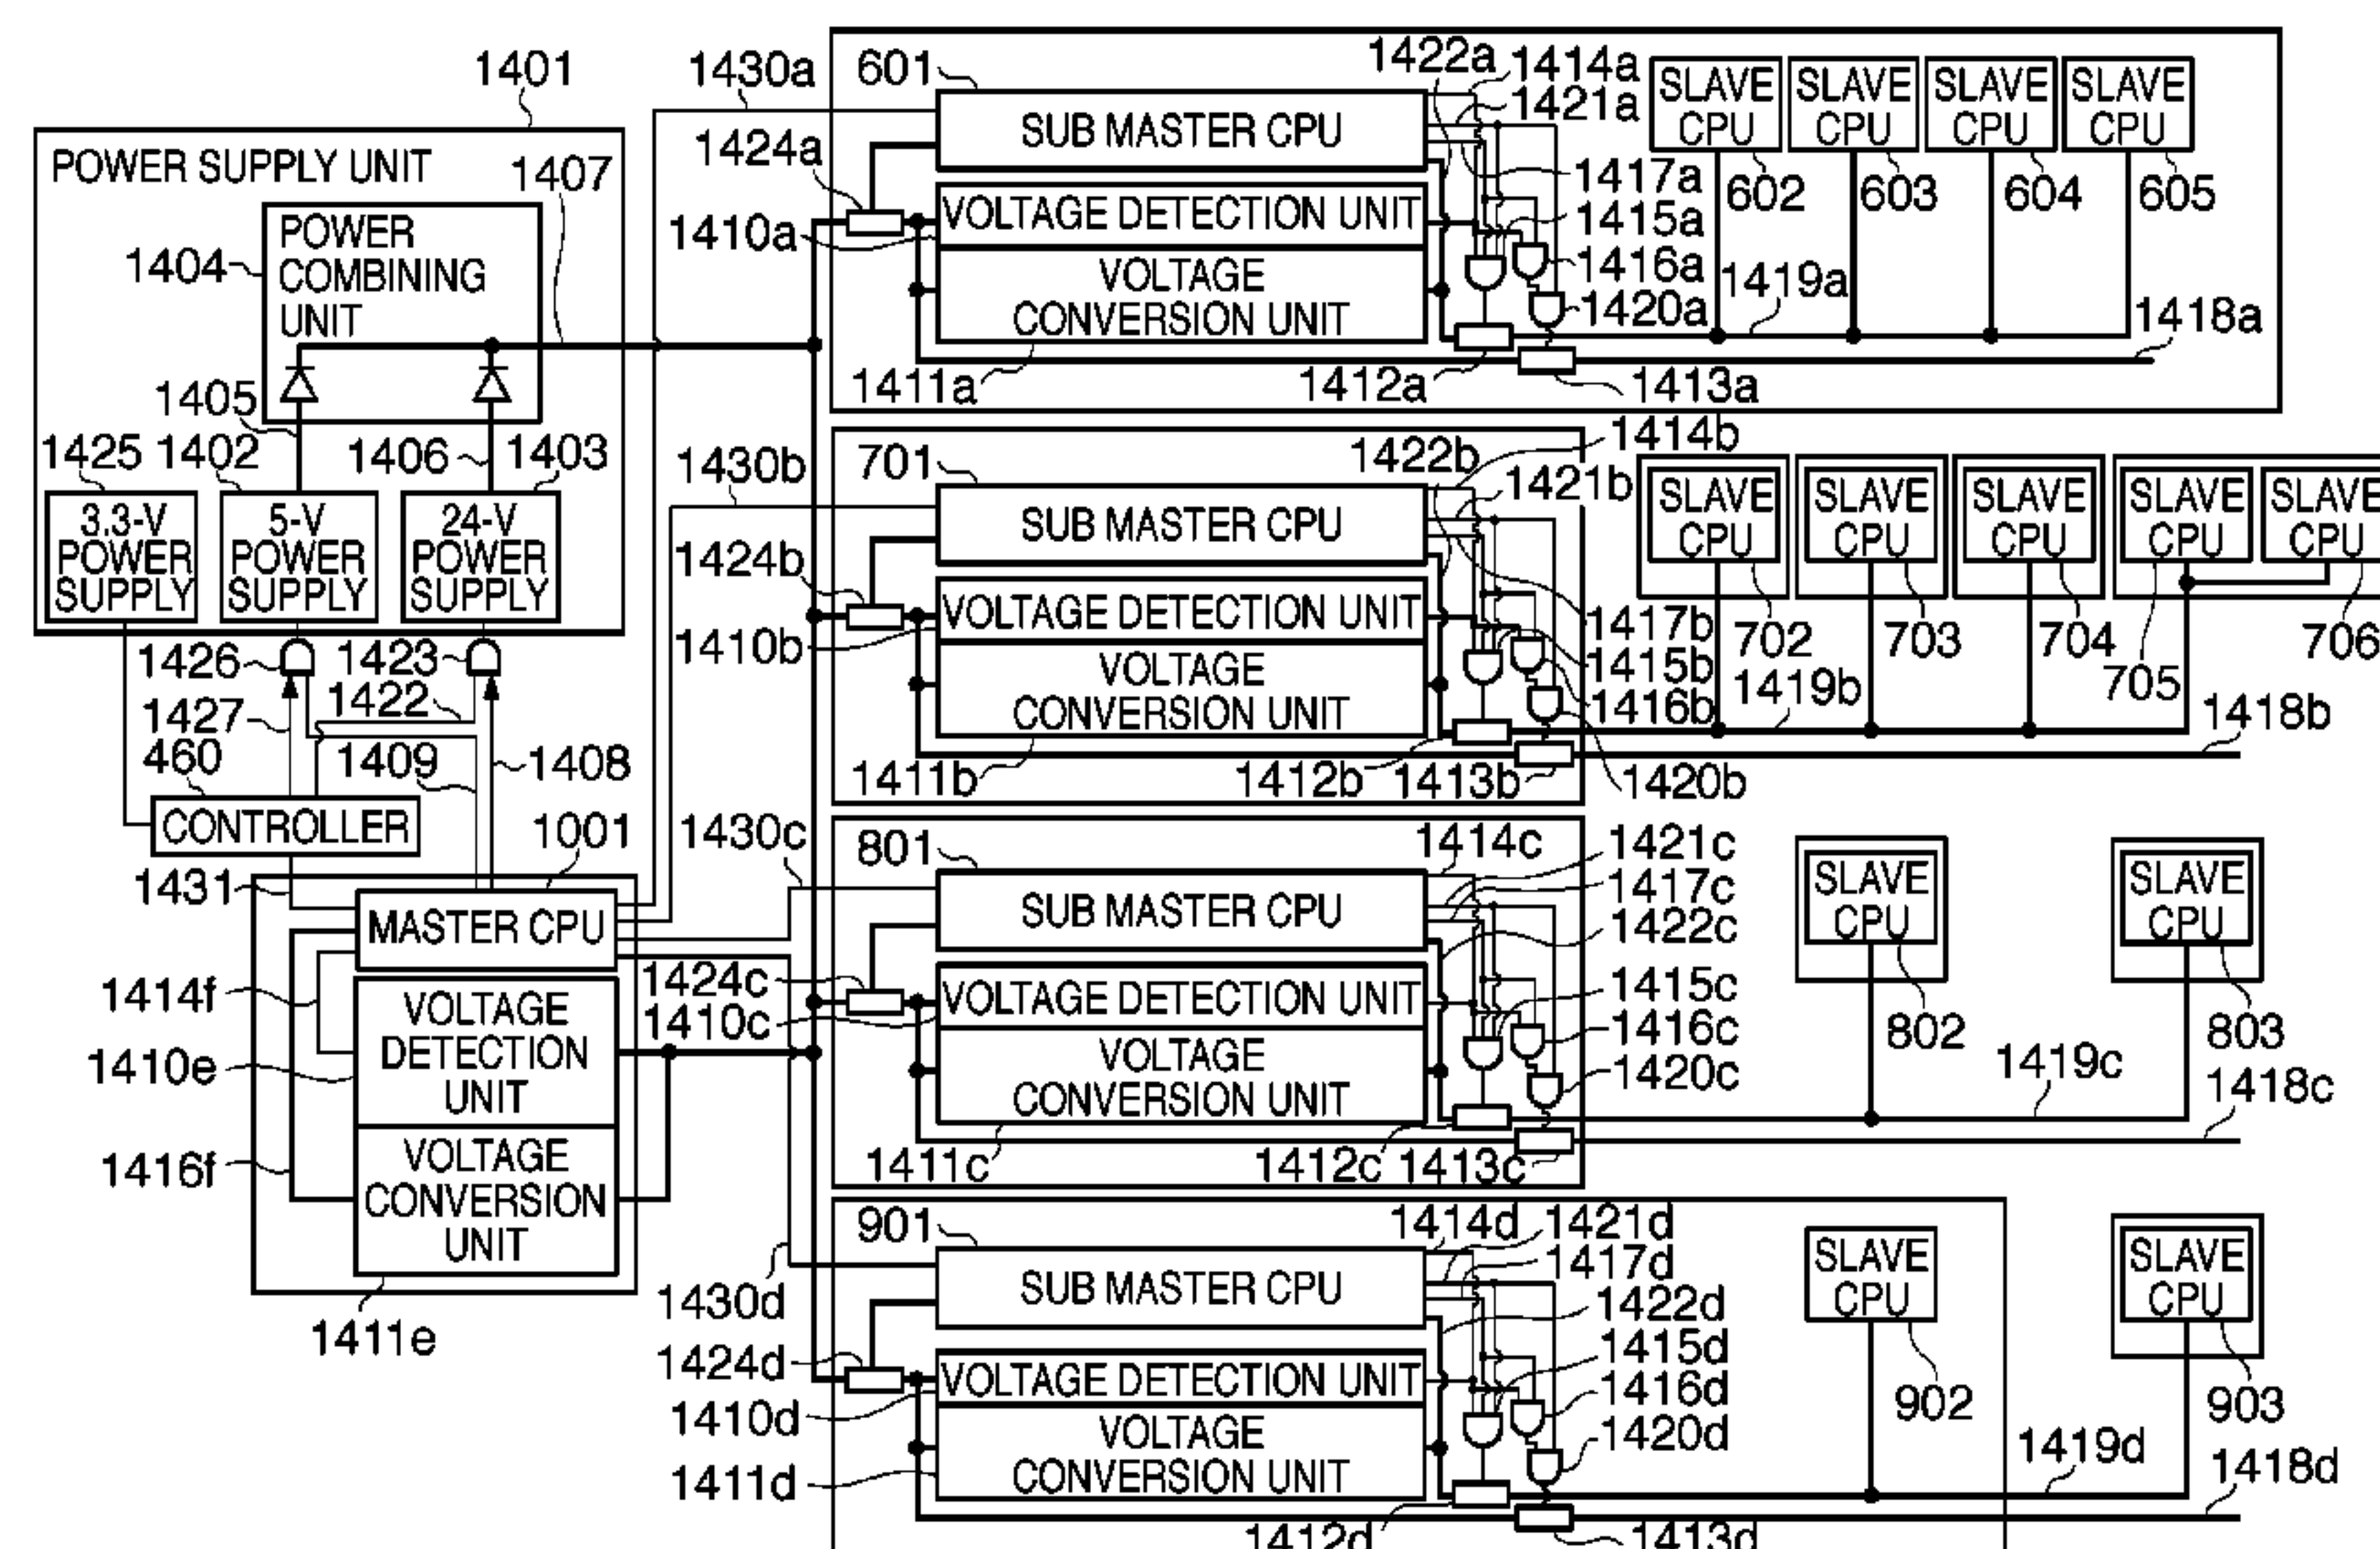 1401
POWER SUPPLY UNIT
1407
1404
POWER
COMBINING
UNIT
1405
1425
1402
1406
1403
3.3-V
POWER
SUPPLY
5-V
POWER
SUPPLY
24-V
POWER
SUPPLY
1426
1423
1422
1427
460
1409
1408
CONTROLLER
1001
1431
MASTER CPU
1414f
VOLTAGE
DETECTION
UNIT
1410e
1416f
VOLTAGE
CONVERSION
UNIT
1411e
1430a
601
1422a
1414a
1421a
SUB MASTER CPU
1424a
1417a
VOLTAGE DETECTION UNIT
1415a
1410a
VOLTAGE
CONVERSION UNIT
1416a
1420a
1419a
1418a
1411a
1412a
1413a
SLAVE
CPU
602
SLAVE
CPU
603
SLAVE
CPU
604
SLAVE
CPU
605
1430b
701
1422b
1414b
1421b
SUB MASTER CPU
1424b
VOLTAGE DETECTION UNIT
1417b
1410b
1415b
VOLTAGE
CONVERSION UNIT
1416b
1419b
1418b
1411b
1412b
1413b
1420b
SLAVE
CPU
702
SLAVE
CPU
703
SLAVE
CPU
704
SLAVE
CPU
705
SLAVE
CPU
706
1430c
801
1414c
1421c
1417c
SUB MASTER CPU
1422c
1424c
VOLTAGE DETECTION UNIT
1415c
1410c
1416c
VOLTAGE
CONVERSION UNIT
1420c
1419c
1418c
1411c
1412c
1413c
SLAVE
CPU
802
SLAVE
CPU
803
901
1414d
1421d
1417d
SUB MASTER CPU
1430d
1422d
1424d
1415d
VOLTAGE DETECTION UNIT
1416d
1410d
VOLTAGE
CONVERSION UNIT
1420d
1411d
1419d
1418d
1412d
1413d
SLAVE
CPU
902
SLAVE
CPU
903